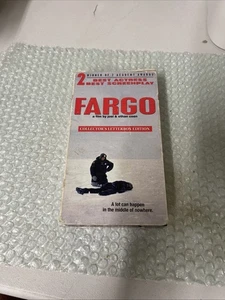 2 WINNER OF 2 ACADEMY AWARDS
BEST ACTRESS
BEST SCREENPLAY
FARGO
a film by joel & ethan coen
COLLECTOR'S LETTERBOX EDITION
A lot can happen
in the middle of nowhere.